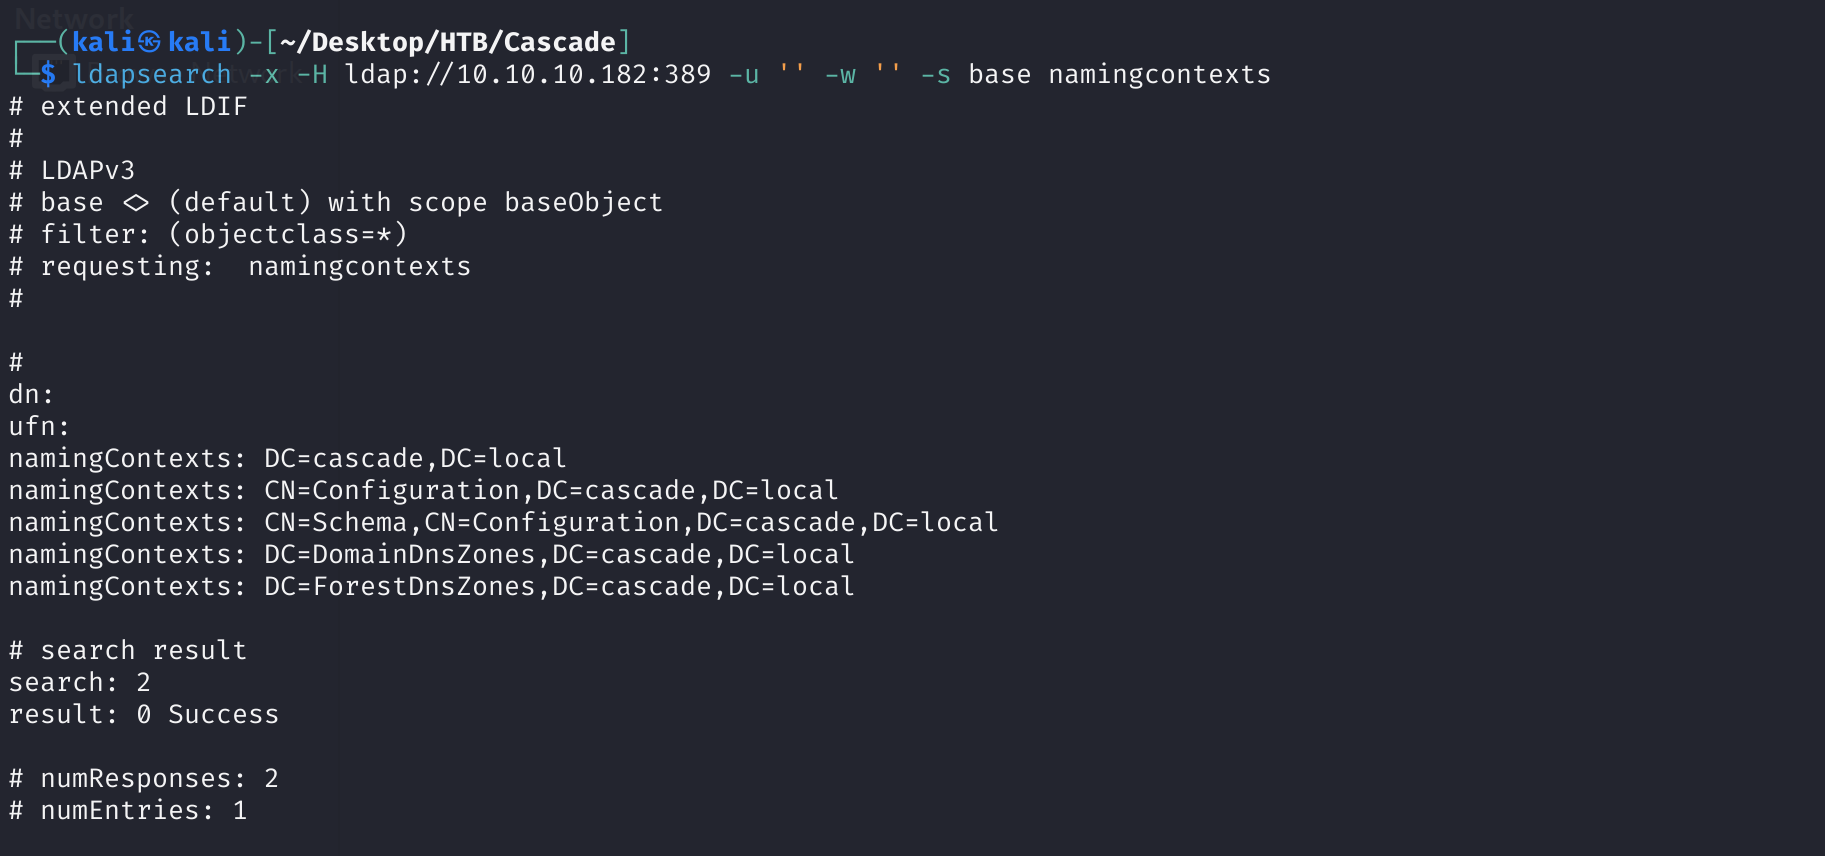 Network
┌──(kali㉿kali)-[~/Desktop/HTB/Cascade]
└─$ ldapsearch -x -H ldap://10.10.10.182:389 -u '' -w '' -s base namingcontexts
# extended LDIF
#
# LDAPv3
# base <> (default) with scope baseObject
# filter: (objectclass=*)
# requesting:  namingcontexts
#

#
dn:
ufn:
namingContexts: DC=cascade,DC=local
namingContexts: CN=Configuration,DC=cascade,DC=local
namingContexts: CN=Schema,CN=Configuration,DC=cascade,DC=local
namingContexts: DC=DomainDnsZones,DC=cascade,DC=local
namingContexts: DC=ForestDnsZones,DC=cascade,DC=local

# search result
search: 2
result: 0 Success

# numResponses: 2
# numEntries: 1